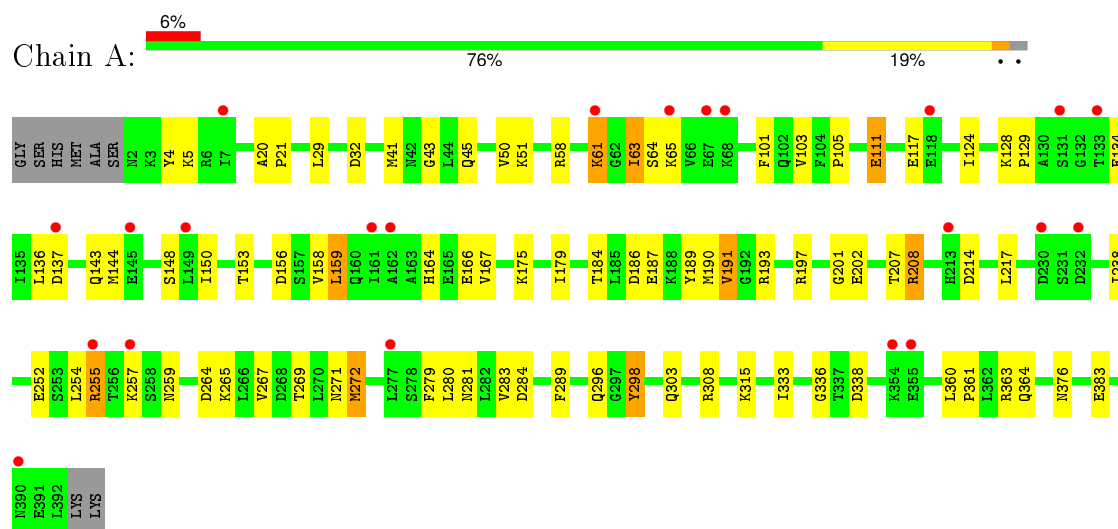 6%
Chain A:
76% 19% • •
GLY SER HIS MET ALA SER N2 K3 Y4 K5 R6 I7 A20 P21 L29 D32 M41 N42 G43 L44 Q45 V50 K51 R58 K61 G62 I63 S64 K65 V66 E67 K68 F101 Q102 V103 F104 P105 E111 E117 E118 I124 K128 P129 A130 S131 G132 T133
I135 L136 D137 Q143 M144 E145 S148 L149 I150 T153 D156 S157 V158 L159 Q160 I161 A162 A163 H164 E165 E166 V167 K175 I179 T184 L185 D186 E187 K188 Y189 M190 V191 G192 R193 R197 G201 E202 T207 R208 H213 D214 L217 D230 S231 D232
E252 S253 L254 R255 T256 K257 S258 N259 D264 K265 L266 V267 D268 T269 L270 N271 M272 L277 S278 F279 L280 N281 L282 V283 D284 F289 Q296 G297 Y298 Q303 R308 K315 I333 G336 T337 D338 K354 E355 L360 P361 L362 R363 Q364 N376 E383
N390 E391 L392 LYS LYS